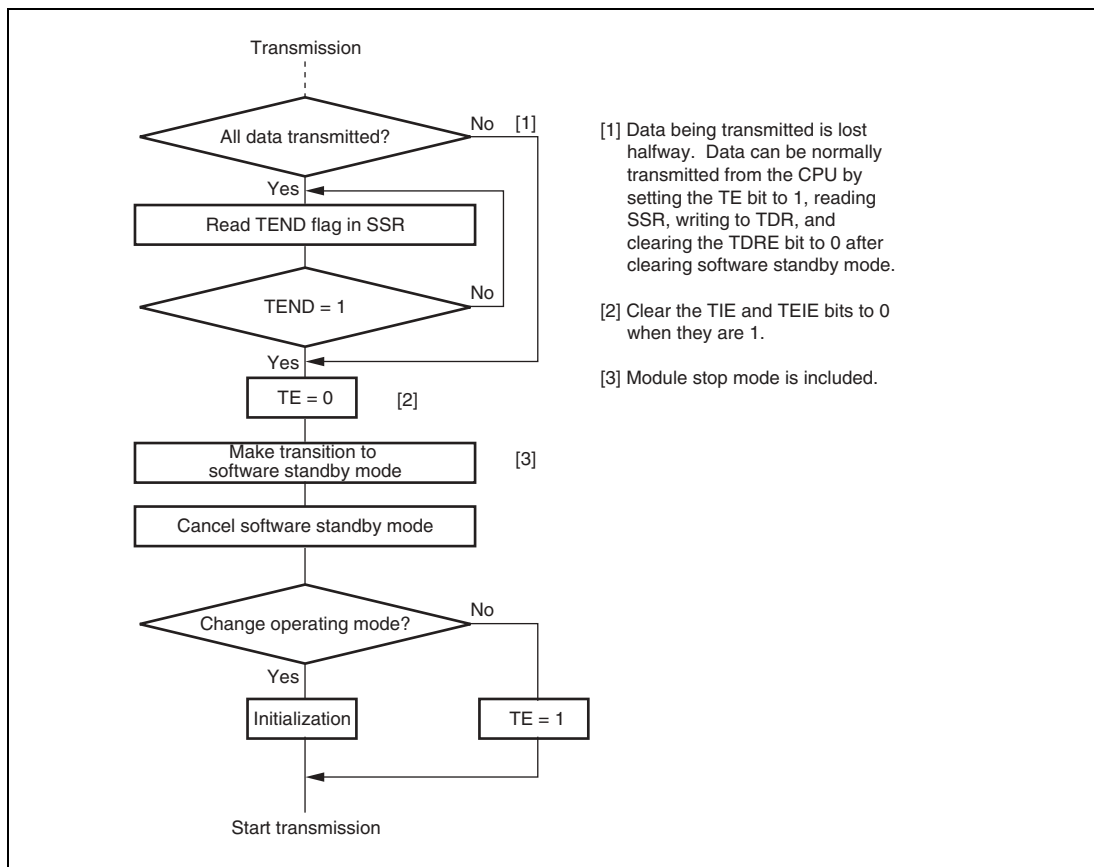 Transmission
All data transmitted?
No
[1]
Yes
Read TEND flag in SSR
TEND = 1
No
Yes
TE = 0
[2]
Make transition to
software standby mode
[3]
Cancel software standby mode
Change operating mode?
No
Yes
Initialization
TE = 1
Start transmission
[1] Data being transmitted is lost
halfway. Data can be normally
transmitted from the CPU by
setting the TE bit to 1, reading
SSR, writing to TDR, and
clearing the TDRE bit to 0 after
clearing software standby mode.
[2] Clear the TIE and TEIE bits to 0
when they are 1.
[3] Module stop mode is included.